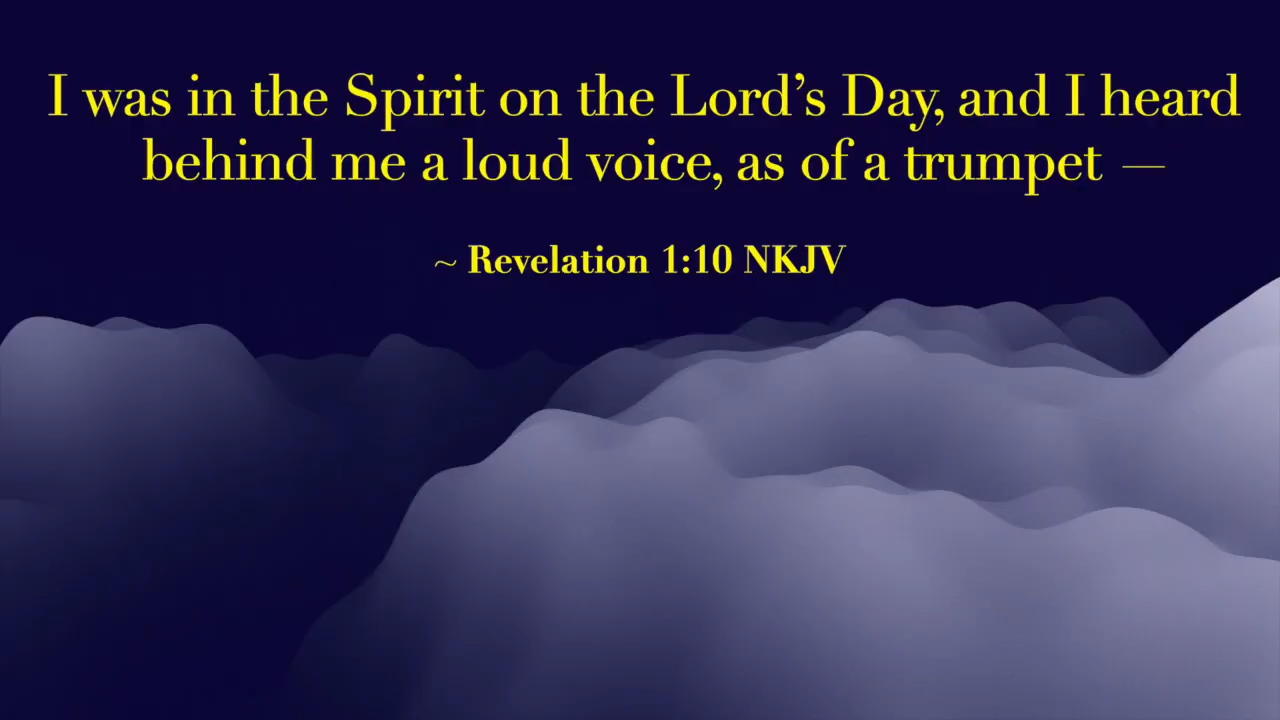 I was in the Spirit on the Lord’s Day, and I heard
behind me a loud voice, as of a trumpet —
~ Revelation 1:10 NKJV